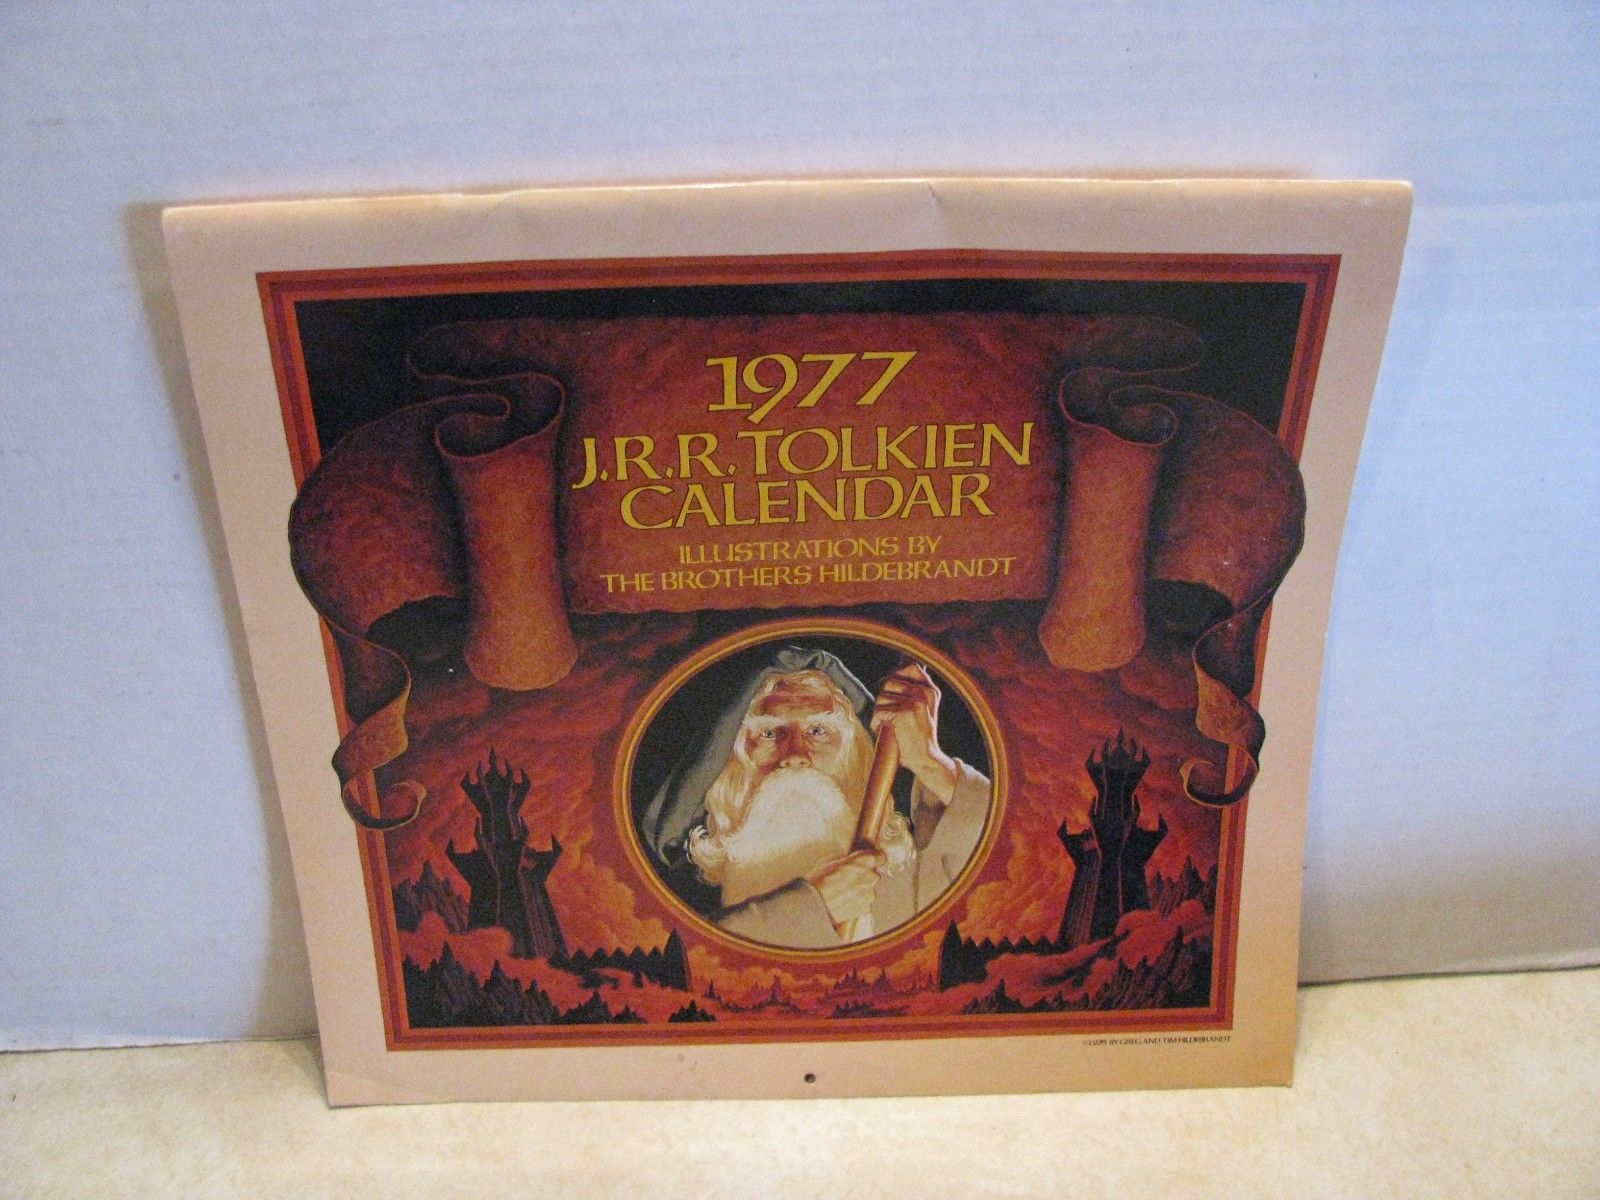 1977
J.R.R. TOLKIEN
CALENDAR
ILLUSTRATIONS BY
THE BROTHERS HILDEBRANDT
©1976 BY GREG AND TIM HILDEBRANDT